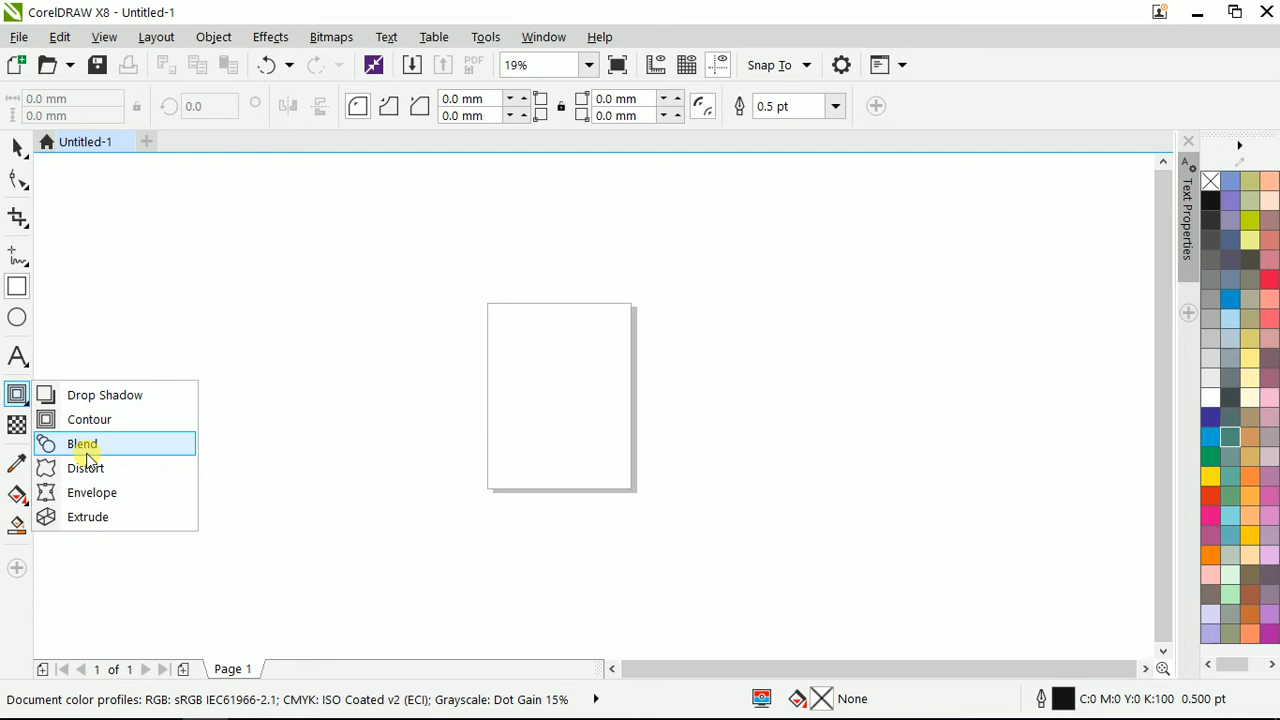 CorelDRAW X8 - Untitled-1
File Edit View Layout Object Effects Bitmaps Text Table Tools Window Help
PDF 19% Snap To
0.0 mm 0.0 0.0 mm 0.0 mm 0.5 pt
0.0 mm 0.0 mm 0.0 mm
Untitled-1
Text Properties
Drop Shadow
Contour
Blend
Distort
Envelope
Extrude
1 of 1 Page 1
Document color profiles: RGB: sRGB IEC61966-2.1; CMYK: ISO Coated v2 (ECI); Grayscale: Dot Gain 15% None C:0 M:0 Y:0 K:100 0.500 pt